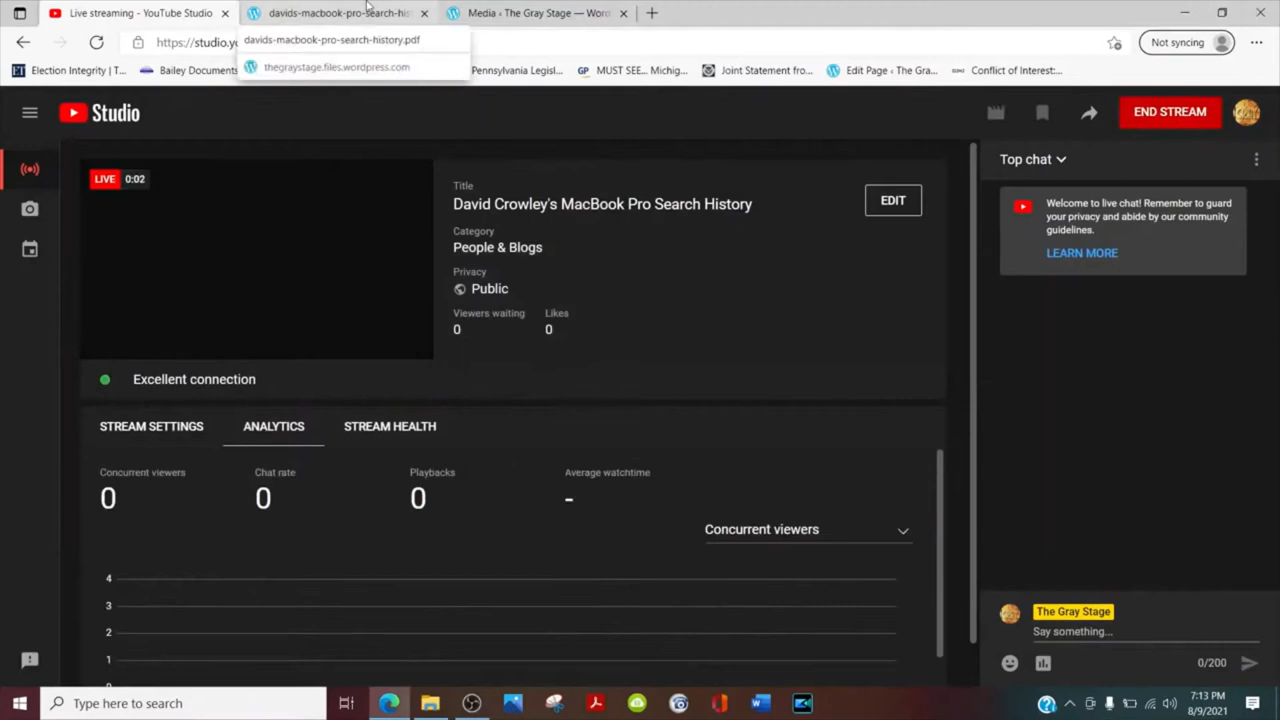 Live streaming - YouTube Studio
davids-macbook-pro-search-his
Media ‹ The Gray Stage — Wor
davids-macbook-pro-search-history.pdf
https://studio.yo
Not syncing
thegraystage.files.wordpress.com
Election Integrity | T...
Bailey Documents
Pennsylvania Legisl...
GP
MUST SEE... Michig...
Joint Statement fro...
Edit Page ‹ The Gra...
Conflict of Interest:...
Studio
END STREAM
LIVE 0:02
Title
David Crowley's MacBook Pro Search History
EDIT
Category
People & Blogs
Privacy
Public
Viewers waiting
Likes
0
0
Excellent connection
STREAM SETTINGS
ANALYTICS
STREAM HEALTH
Concurrent viewers
Chat rate
Playbacks
Average watchtime
0
0
0
-
Concurrent viewers
4
3
2
1
Top chat
Welcome to live chat! Remember to guard
your privacy and abide by our community
guidelines.
LEARN MORE
The Gray Stage
Say something...
0/200
Type here to search
7:13 PM
8/9/2021